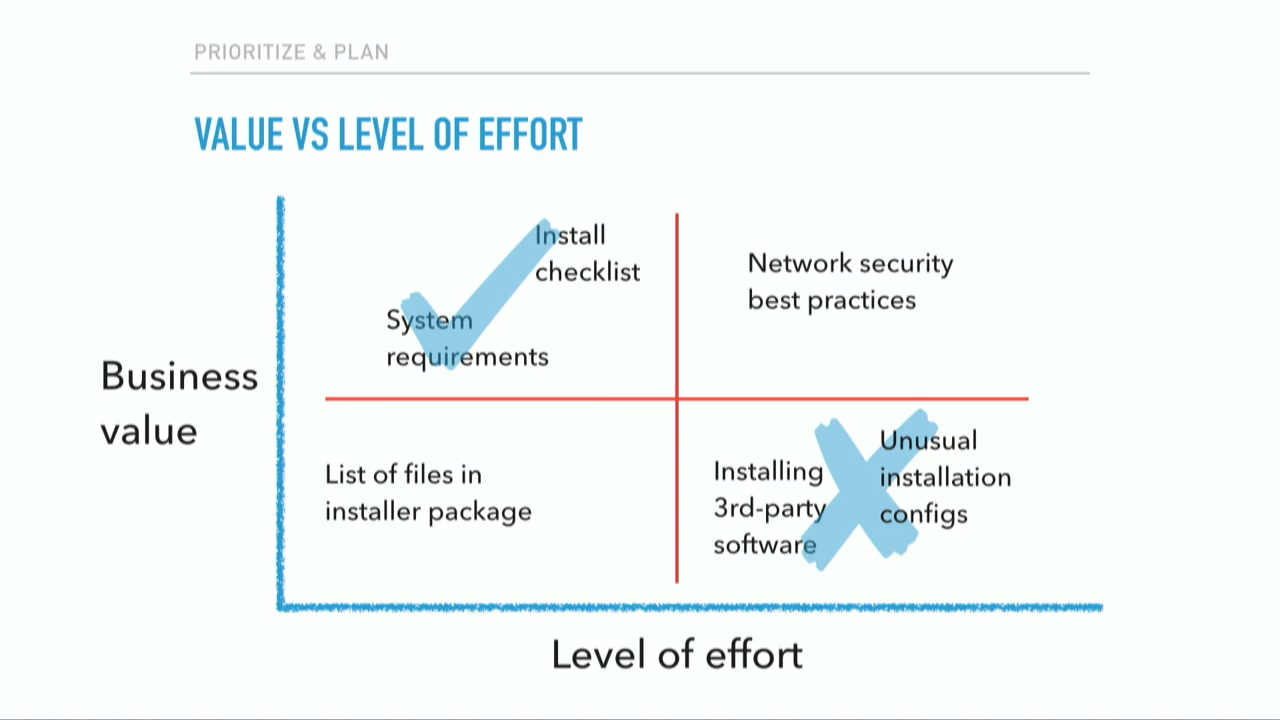 PRIORITIZE & PLAN
VALUE VS LEVEL OF EFFORT
Install
checklist
System
requirements
Network security
best practices
Business
value
List of files in
installer package
Installing
3rd-party
software
Unusual
installation
configs
Level of effort